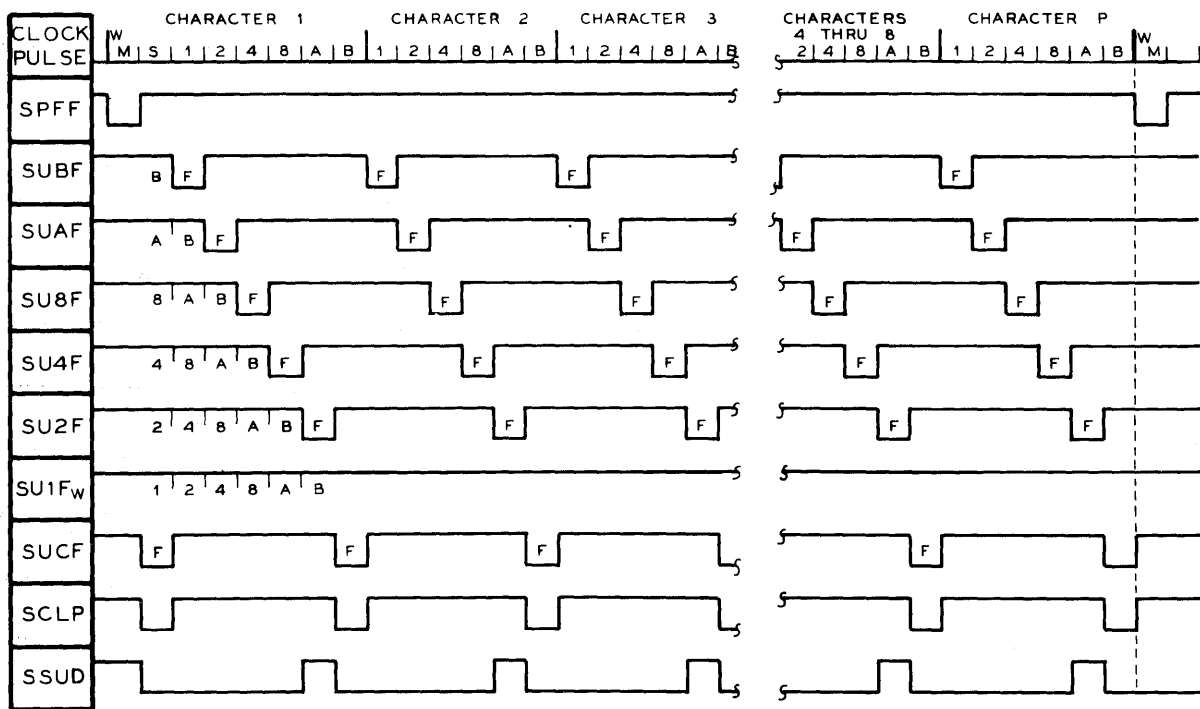 CHARACTER 1 CHARACTER 2 CHARACTER 3 CHARACTERS 4 THRU 8 CHARACTER P
CLOCK PULSE W M S 1 2 4 8 A B 1 2 4 8 A B 1 2 4 8 A B 2 4 8 A B 1 2 4 8 A B W M
SPFF
SUBF B F F F F
SUAF A B F F F F F
SU8F 8 A B F F F F F
SU4F 4 8 A B F F F F F
SU2F 2 4 8 A B F F F F F
SU1FW 1 2 4 8 A B
SUCF F F F F
SCLP
SSUD